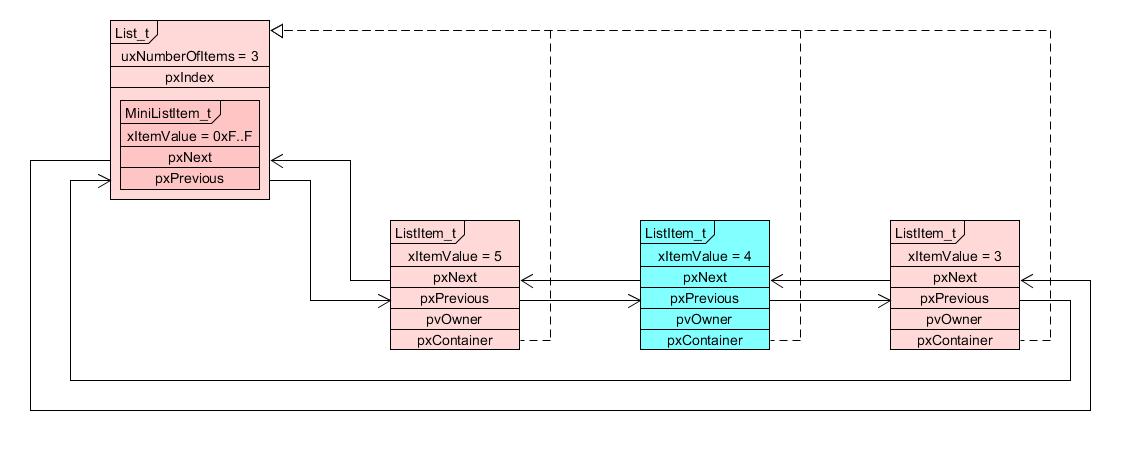 List_t
uxNumberOfItems = 3
pxIndex
MiniListItem_t
xItemValue = 0xF..F
pxNext
pxPrevious
ListItem_t
xItemValue = 5
pxNext
pxPrevious
pvOwner
pxContainer
ListItem_t
xItemValue = 4
pxNext
pxPrevious
pvOwner
pxContainer
ListItem_t
xItemValue = 3
pxNext
pxPrevious
pvOwner
pxContainer